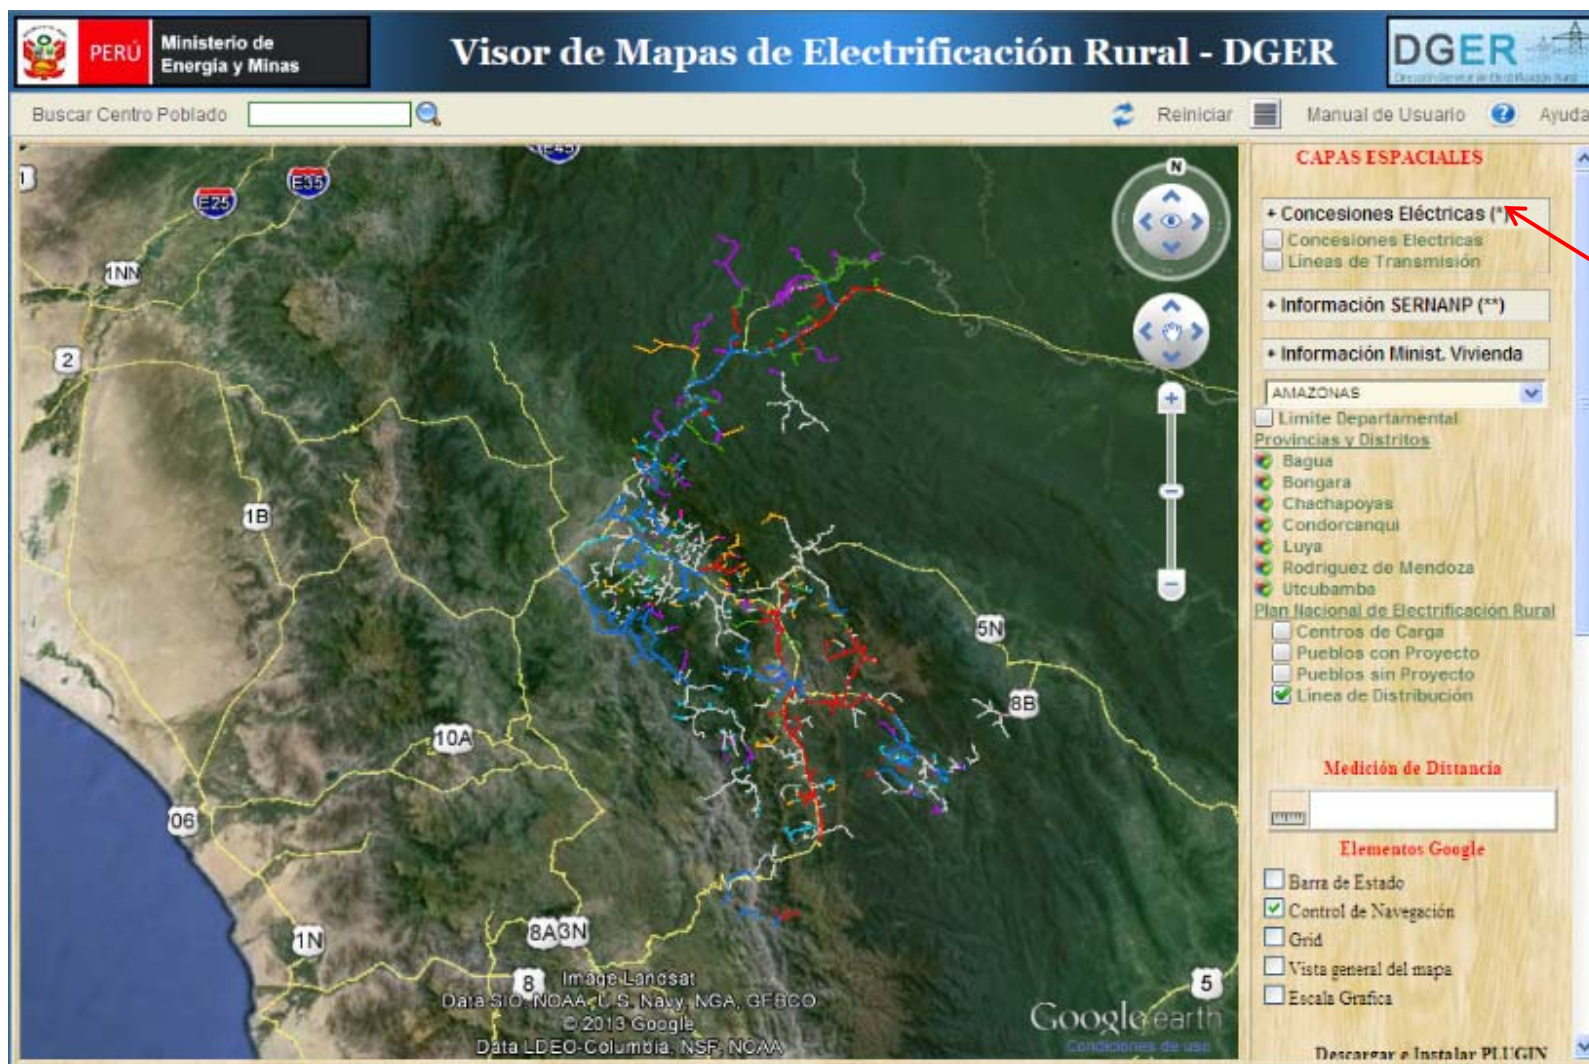 PERÚ
Ministerio de
Energía y Minas
Visor de Mapas de Electrificación Rural - DGER
DGER
Buscar Centro Poblado
Reiniciar
Manual de Usuario
Ayuda
CAPAS ESPACIALES
+ Concesiones Eléctricas (*)
Concesiones Electricas
Líneas de Transmisión
+ Información SERNANP (**)
+ Información Minist. Vivienda
AMAZONAS
Limite Departamental
Provincias y Distritos
Bagua
Bongara
Chachapoyas
Condorcanqui
Luya
Rodriguez de Mendoza
Utcubamba
Plan Nacional de Electrificación Rural
Centros de Carga
Pueblos con Proyecto
Pueblos sin Proyecto
Línea de Distribución
Medición de Distancia
Elementos Google
Barra de Estado
Control de Navegación
Grid
Vista general del mapa
Escala Grafica
Descargar e Instalar PLUGIN
N
E45
E35
E25
1NN
2
1B
5N
8B
10A
06
1N
8A
3N
8
5
Image Landsat
Data SIO, NOAA, U.S. Navy, NGA, GEBCO
© 2013 Google
Data LDEO-Columbia, NSF, NOAA
Google earth
Condiciones de uso